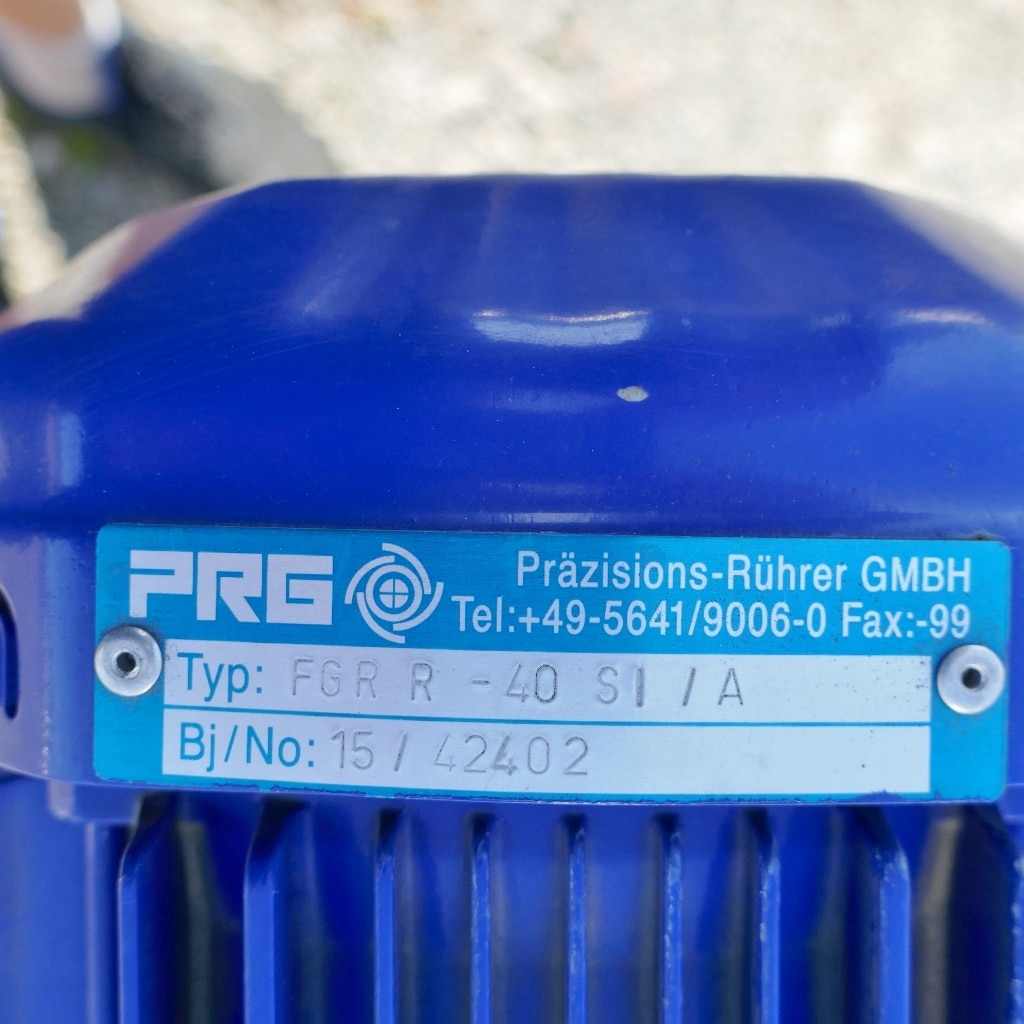 PRG
Präzisions-Rührer GMBH
Tel:+49-5641/9006-0 Fax:-99
Typ: FGR R -40 SI /A
Bj/No: 15/ 42402